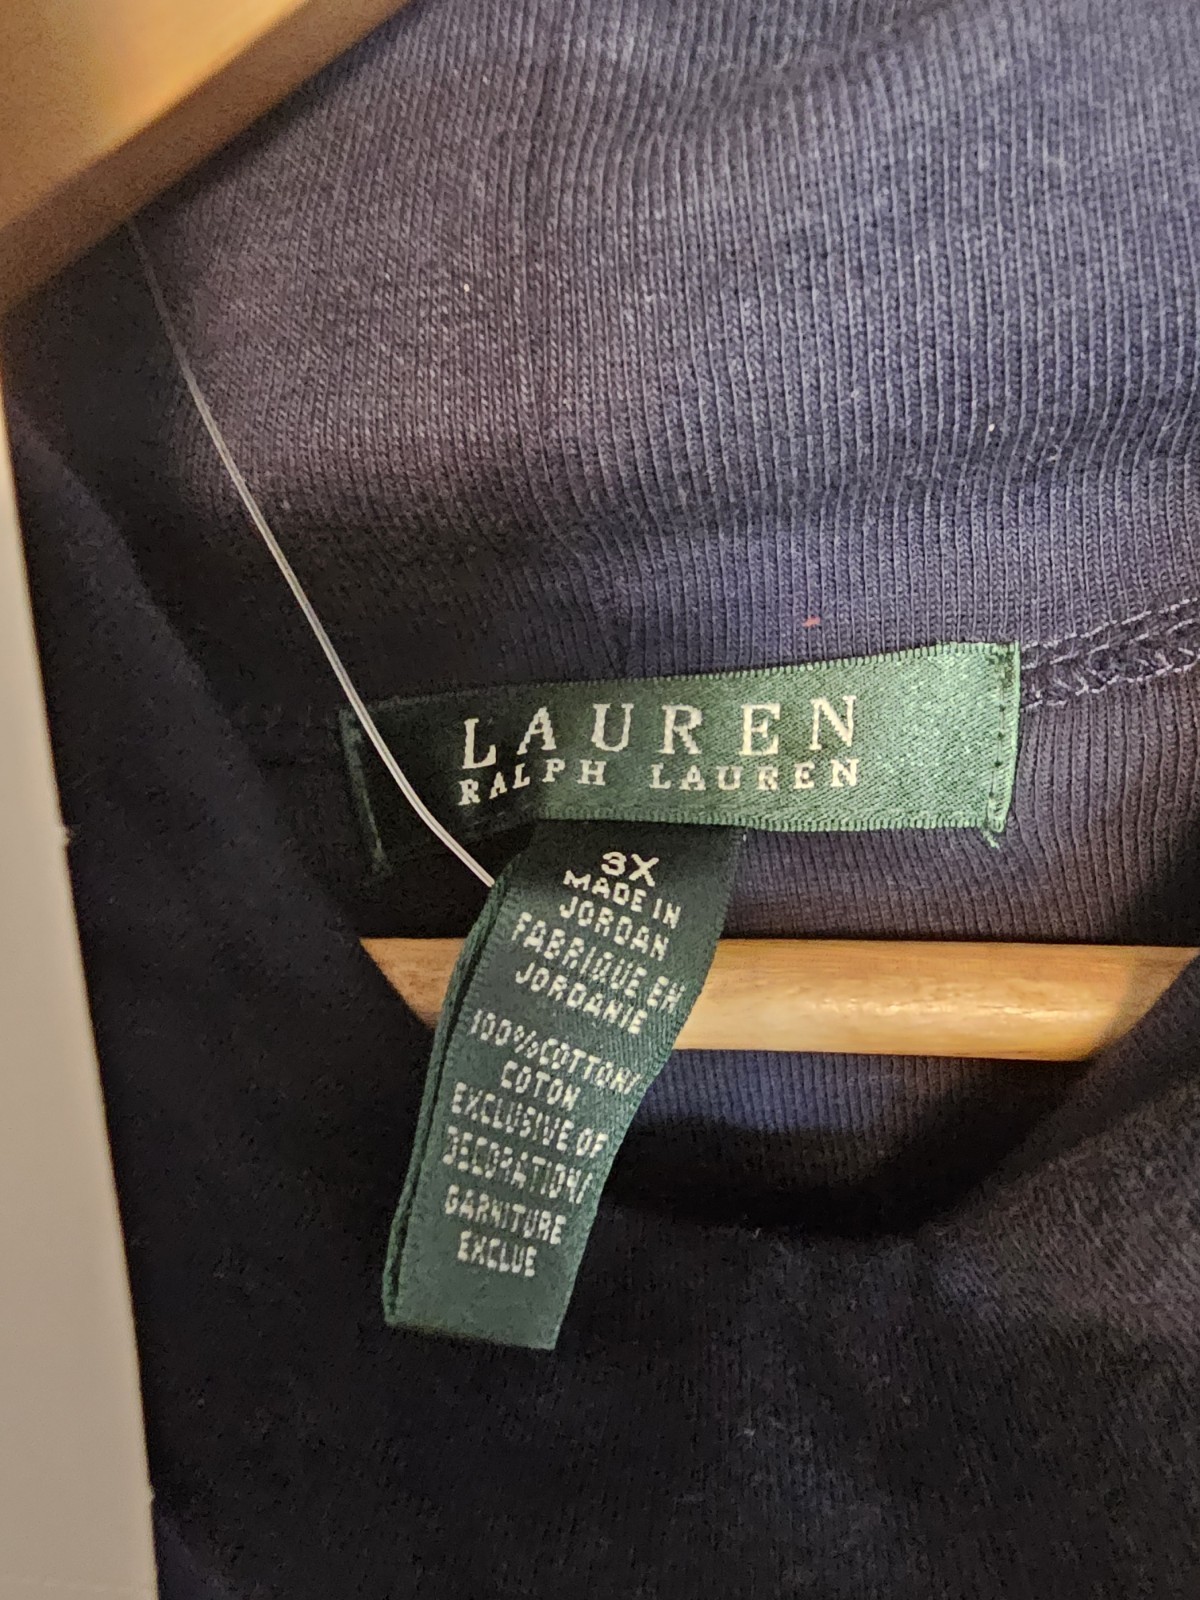 LAUREN
RALPH LAUREN
3X
MADE IN
JORDAN
FABRIQUE EN
JORDANIE
100%COTTON/
COTON
EXCLUSIVE OF
DECORATION/
GARNITURE
EXCLUE